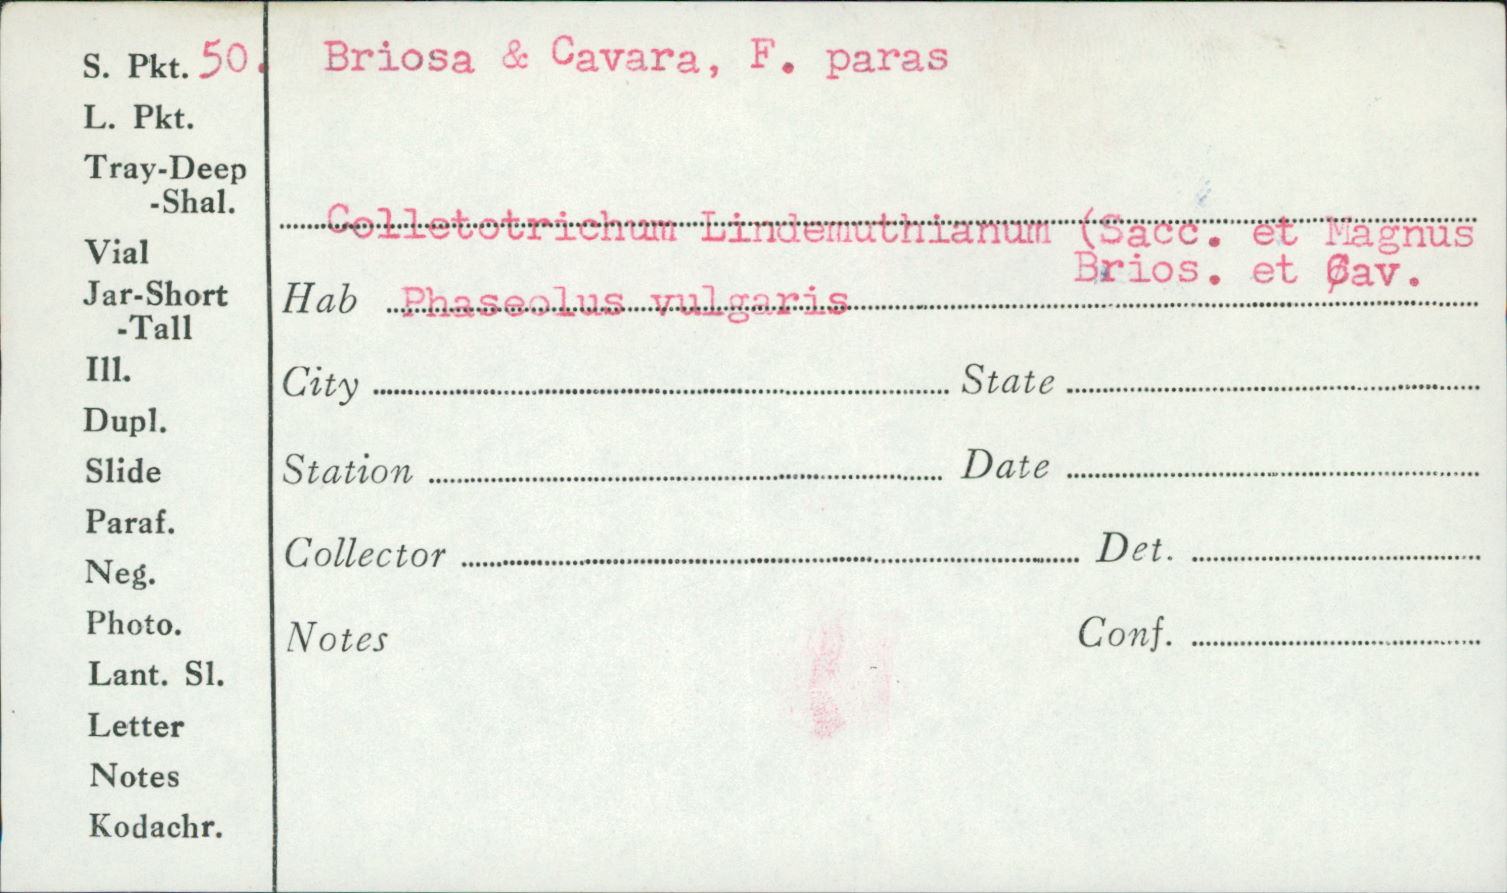 S. Pkt. 50. Briosa & Cavara, F. paras
L. Pkt.
Tray-Deep
-Shal.
Colletotrichum Lindemuthianum (Sacc. et Magnus
Brios. et Cav.
Vial
Jar-Short
-Tall
Hab Phaseolus vulgaris
Ill.
City State
Dupl.
Slide
Station Date
Paraf.
Collector Det.
Neg.
Photo.
Notes Conf.
Lant. Sl.
Letter
Notes
Kodachr.